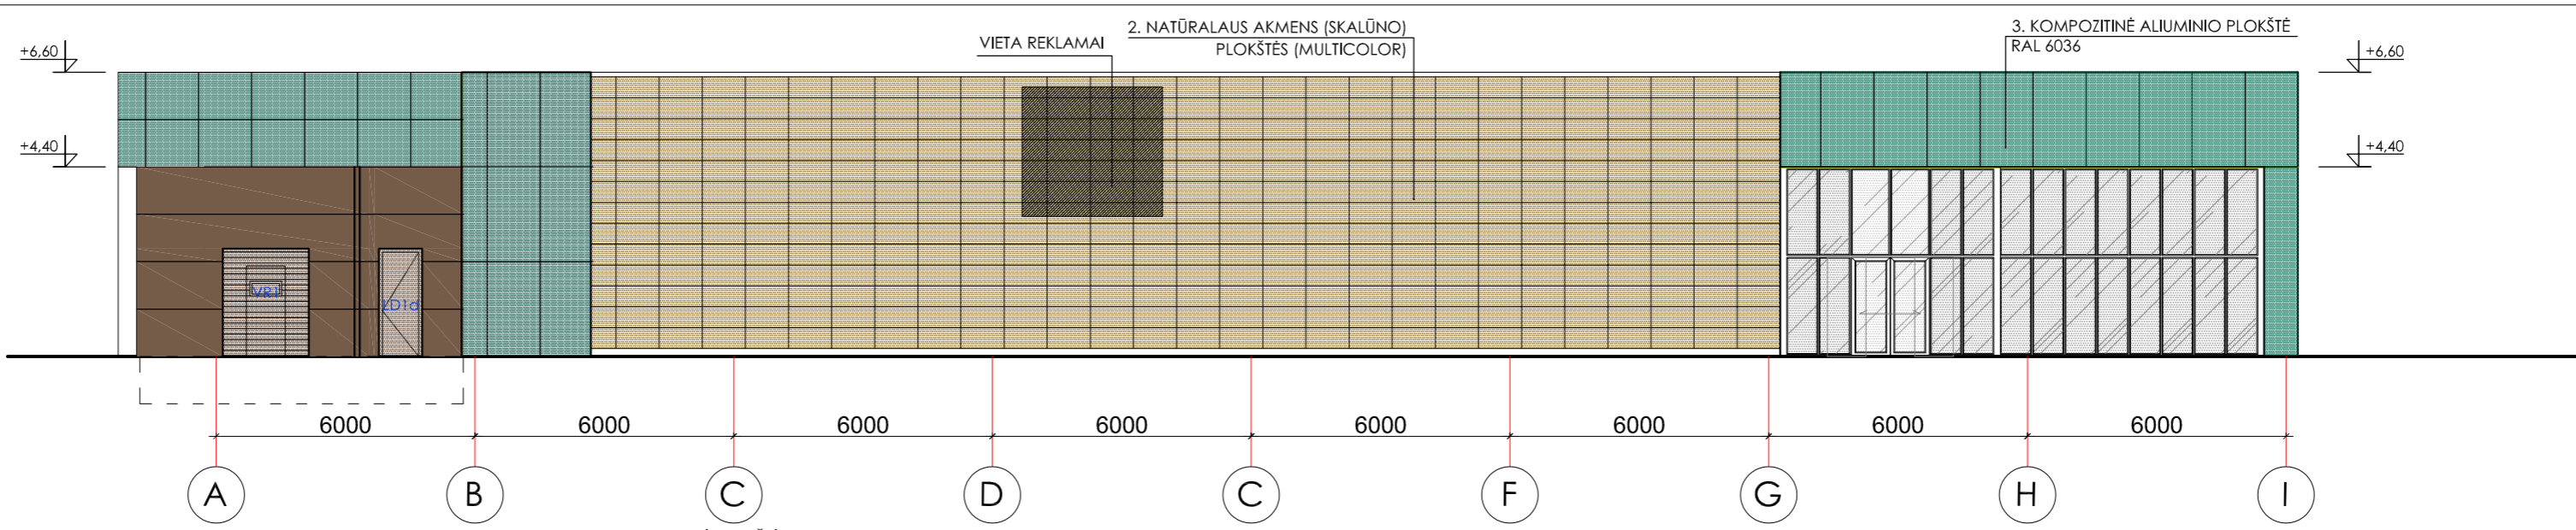 VIETA REKLAMAI
2. NATŪRALAUS AKMENS (SKALŪNO)
PLOKŠTĖS (MULTICOLOR)
3. KOMPOZITINĖ ALIUMINIO PLOKŠTĖ
RAL 6036
+6,60
+6,60
+4,40
+4,40
VR1
LD1d
6000 6000 6000 6000 6000 6000 6000 6000
A B C D C F G H I